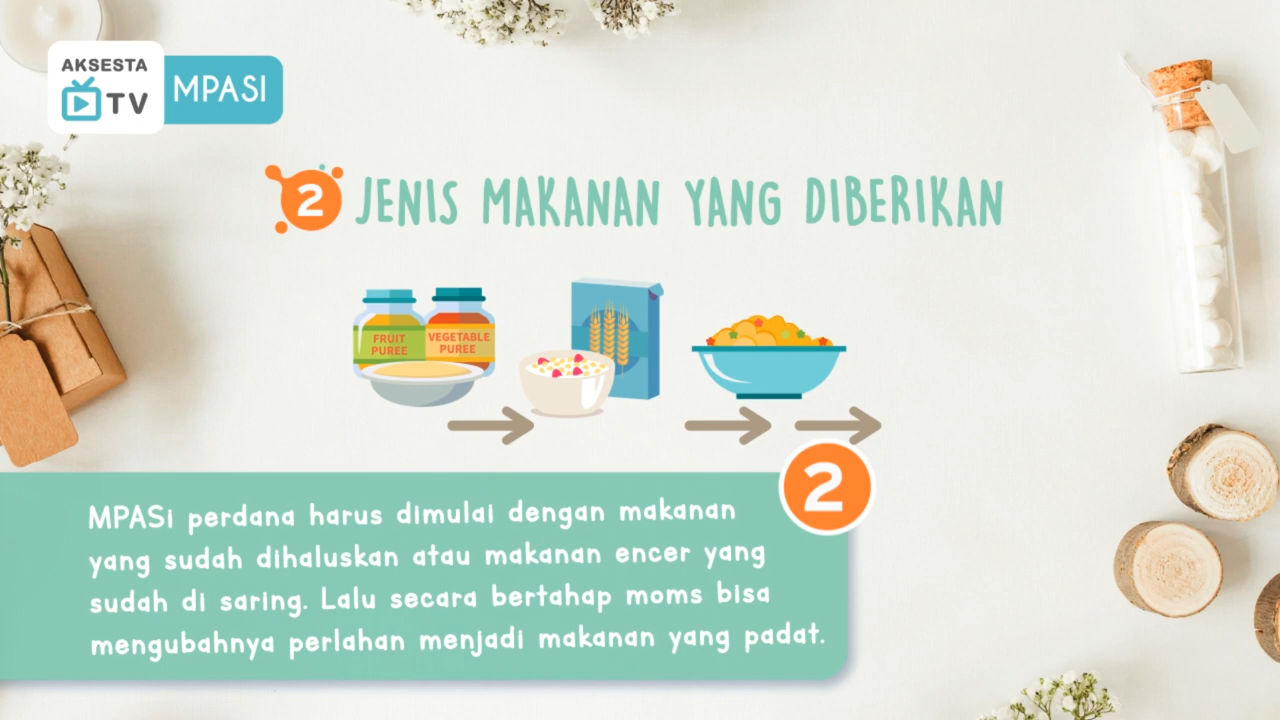 AKSESTA
TV
MPASI
2 JENIS MAKANAN YANG DIBERIKAN
FRUIT
PUREE
VEGETABLE
PUREE
2
MPASi perdana harus dimulai dengan makanan
yang sudah dihaluskan atau makanan encer yang
sudah di saring. Lalu secara bertahap moms bisa
mengubahnya perlahan menjadi makanan yang padat.